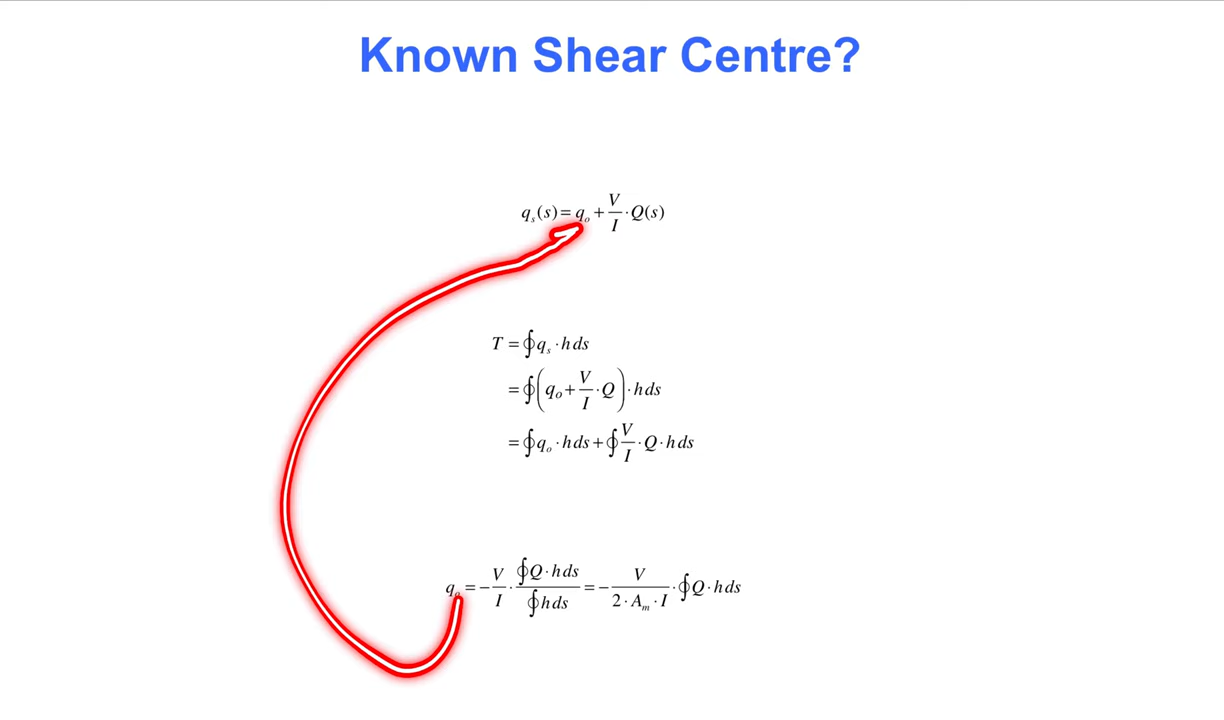 Known Shear Centre?
q_s(s) = q_o + V/I · Q(s)
T = ∮ q_s · h ds
= ∮ (q_o + V/I · Q) · h ds
= ∮ q_o · h ds + ∮ V/I · Q · h ds
q_o = − V/I · ∮ Q · h ds / ∮ h ds = − V/(2 · A_m · I) · ∮ Q · h ds